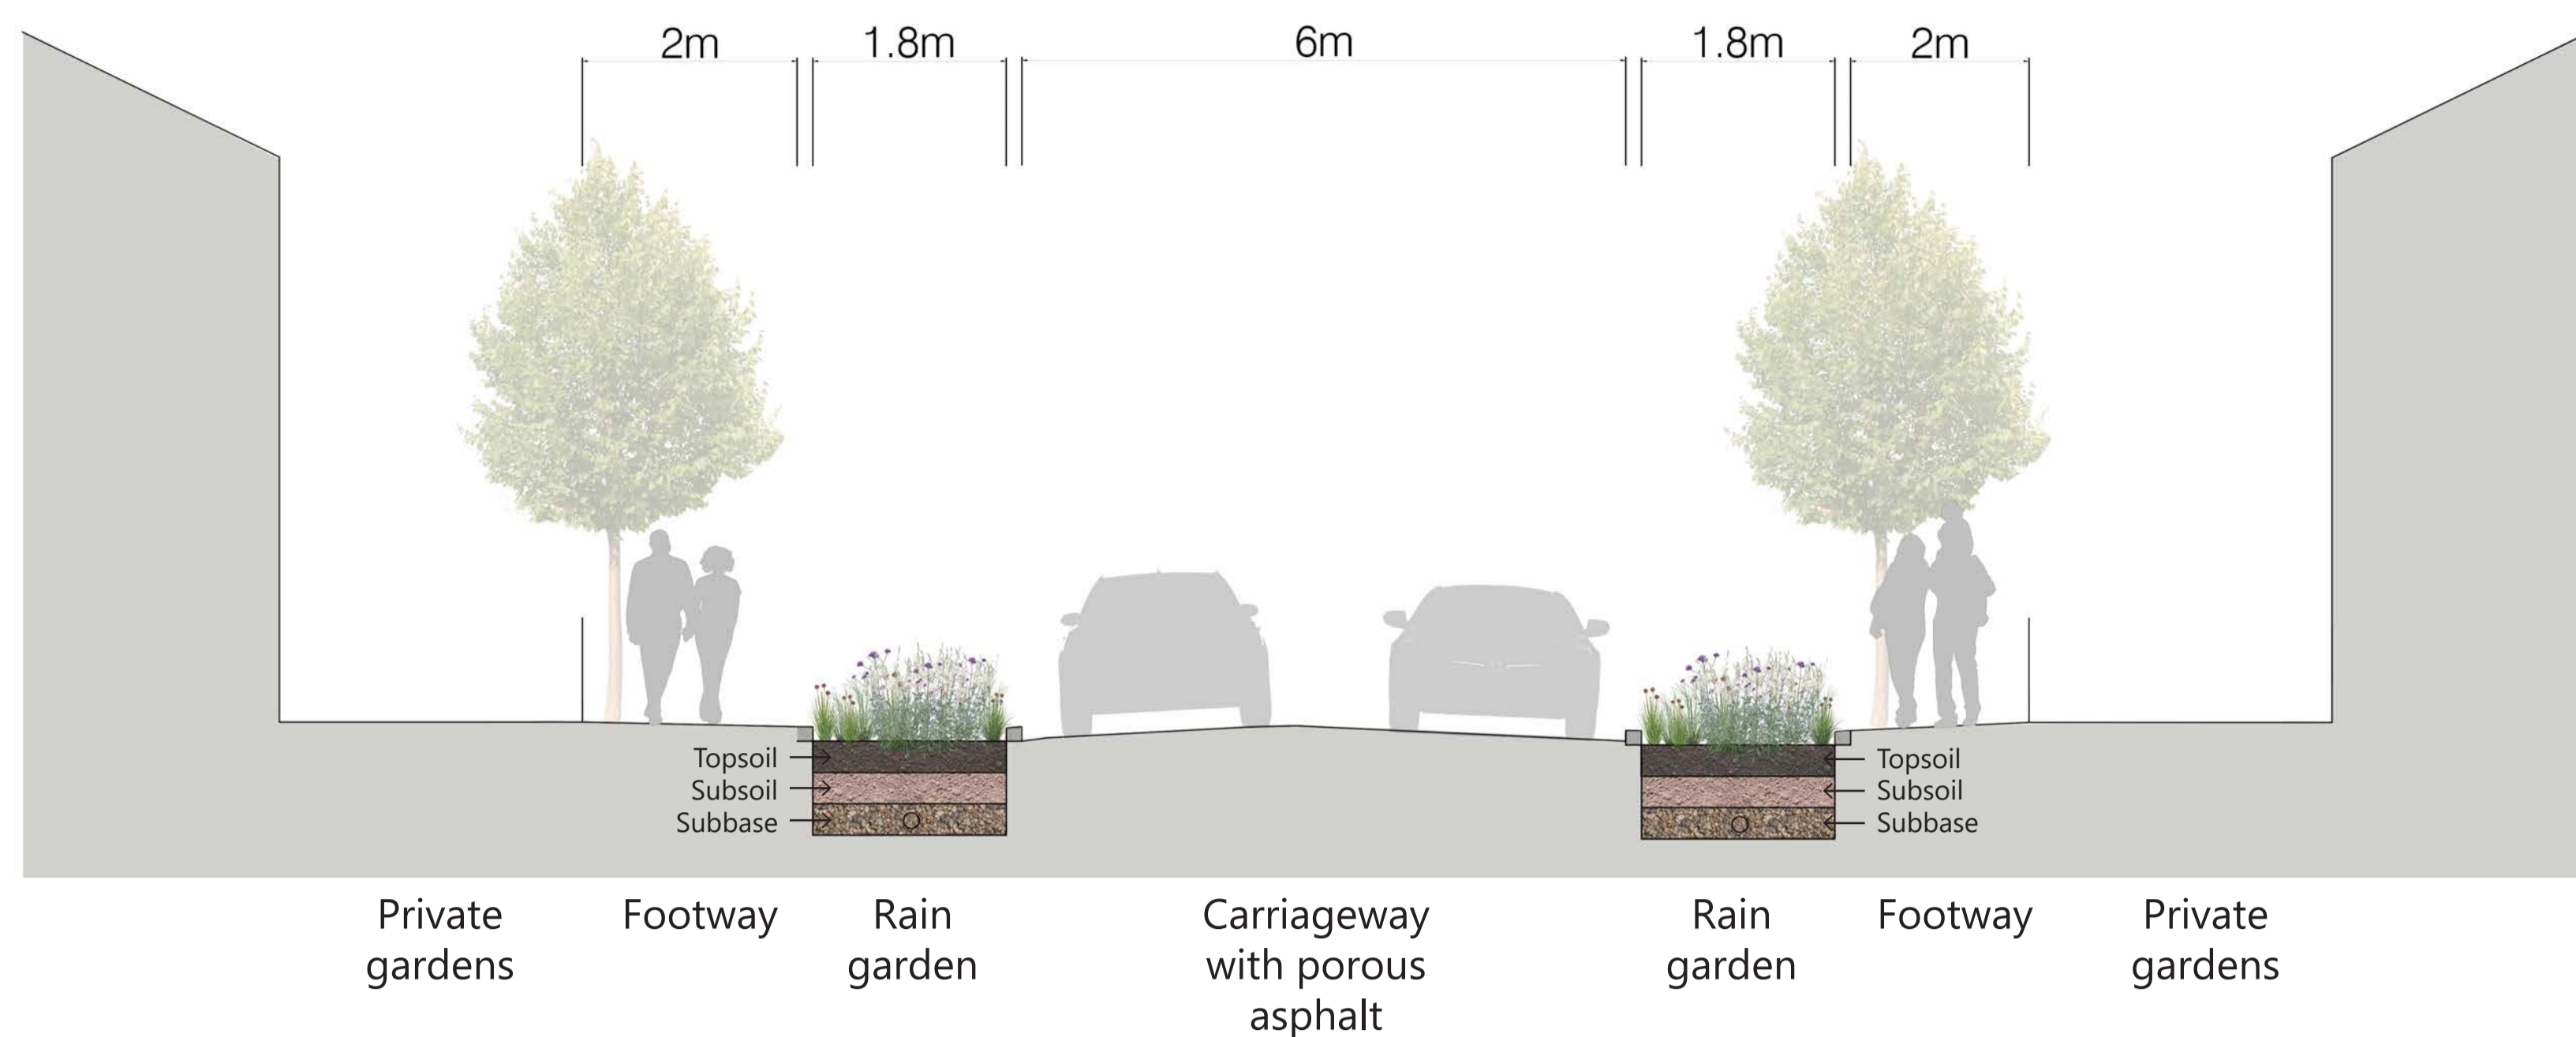 2m
1.8m
6m
1.8m
2m
Topsoil
Subsoil
Subbase
Topsoil
Subsoil
Subbase
Private
gardens
Footway
Rain
garden
Carriageway
with porous
asphalt
Rain
garden
Footway
Private
gardens